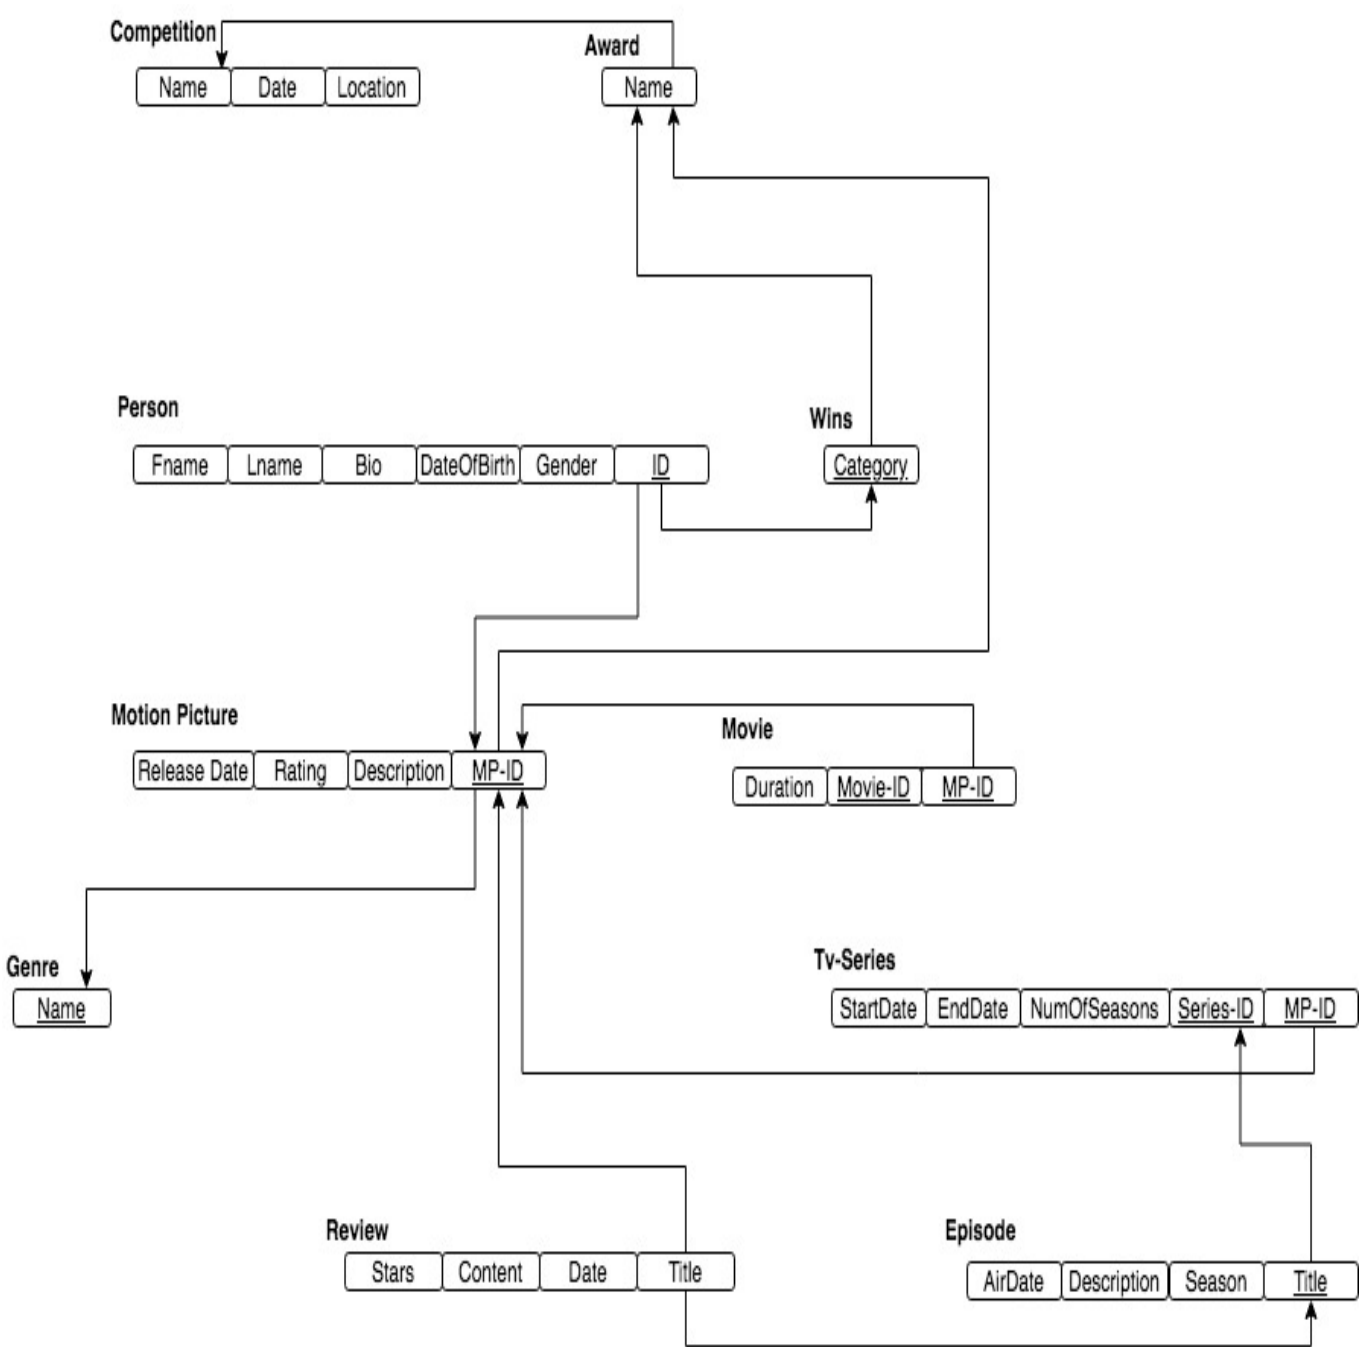 Competition
Award
Name Date Location
Name
Person
Wins
Fname Lname Bio DateOfBirth Gender ID
Category
Motion Picture
Movie
Release Date Rating Description MP-ID
Duration Movie-ID MP-ID
Genre
Name
Tv-Series
StartDate EndDate NumOfSeasons Series-ID MP-ID
Review
Stars Content Date Title
Episode
AirDate Description Season Title